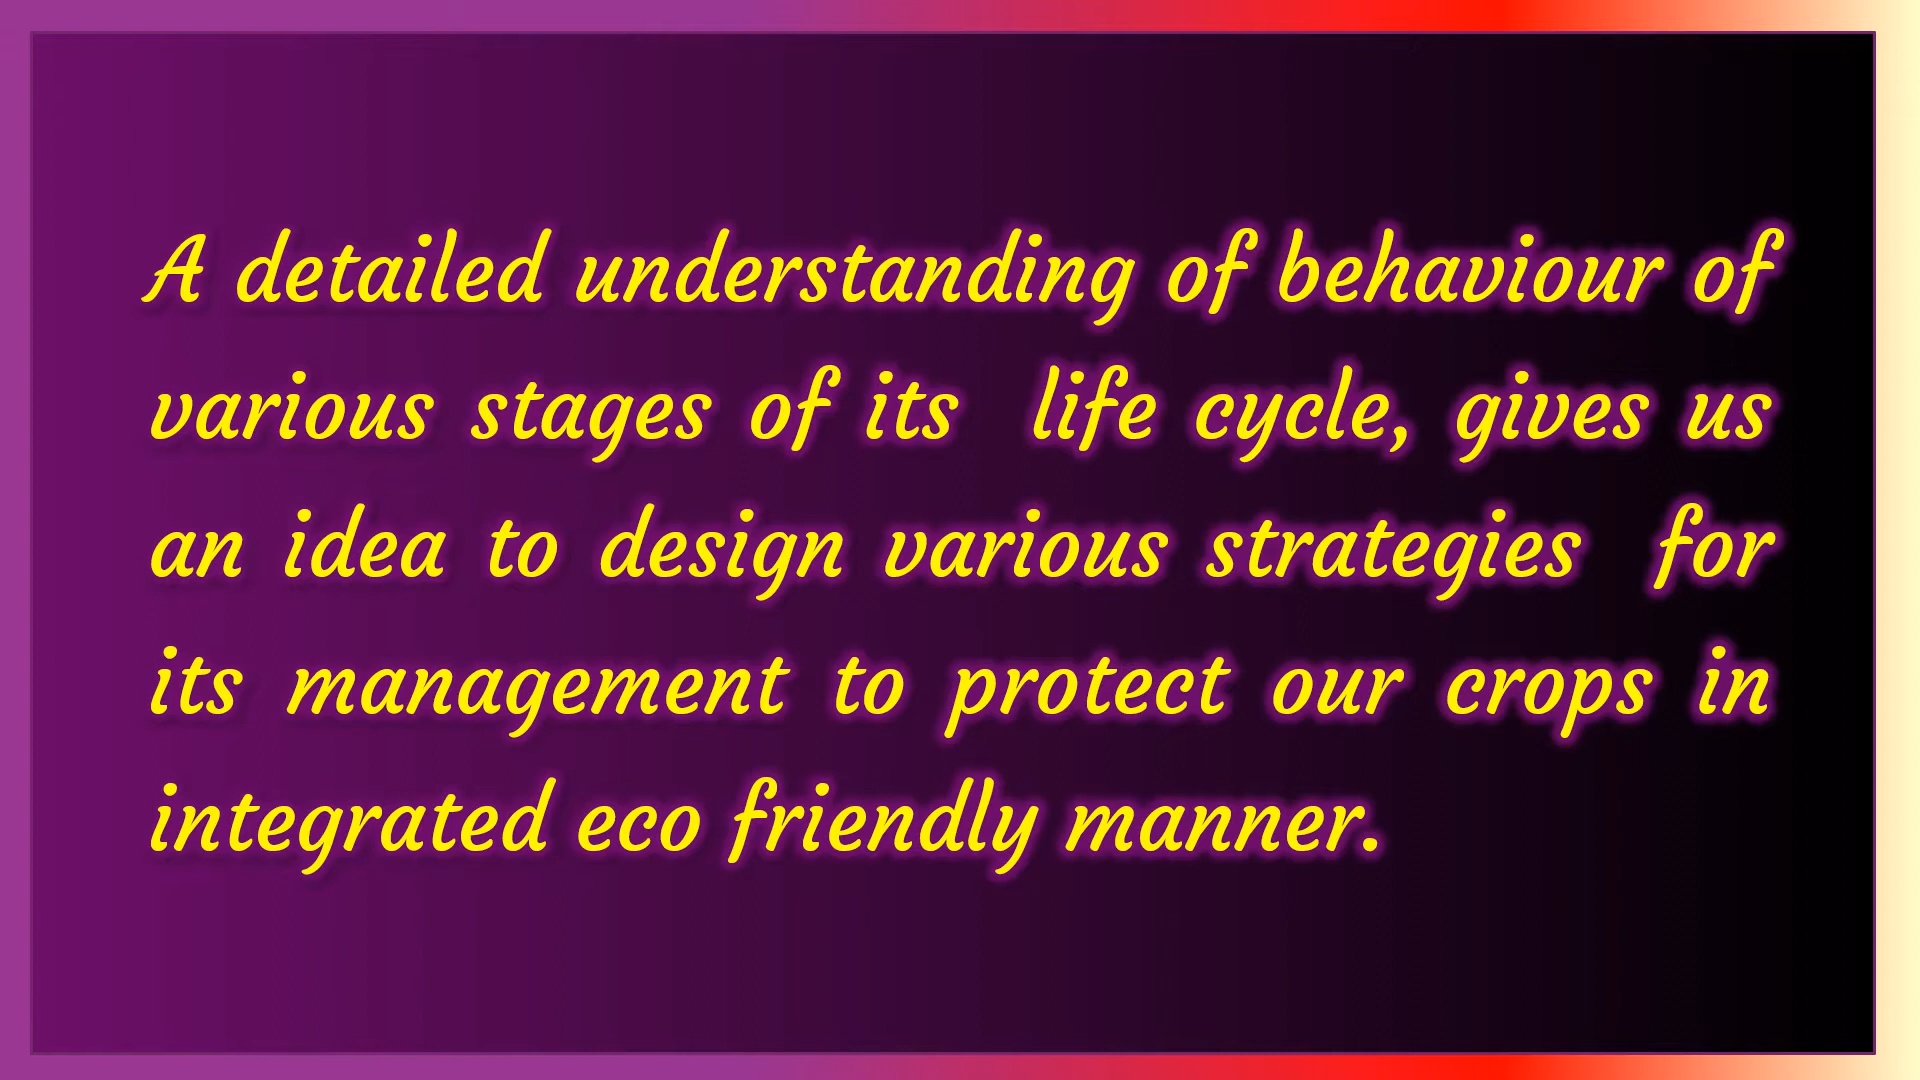 A detailed understanding of behaviour of
various stages of its life cycle, gives us
an idea to design various strategies for
its management to protect our crops in
integrated eco friendly manner.